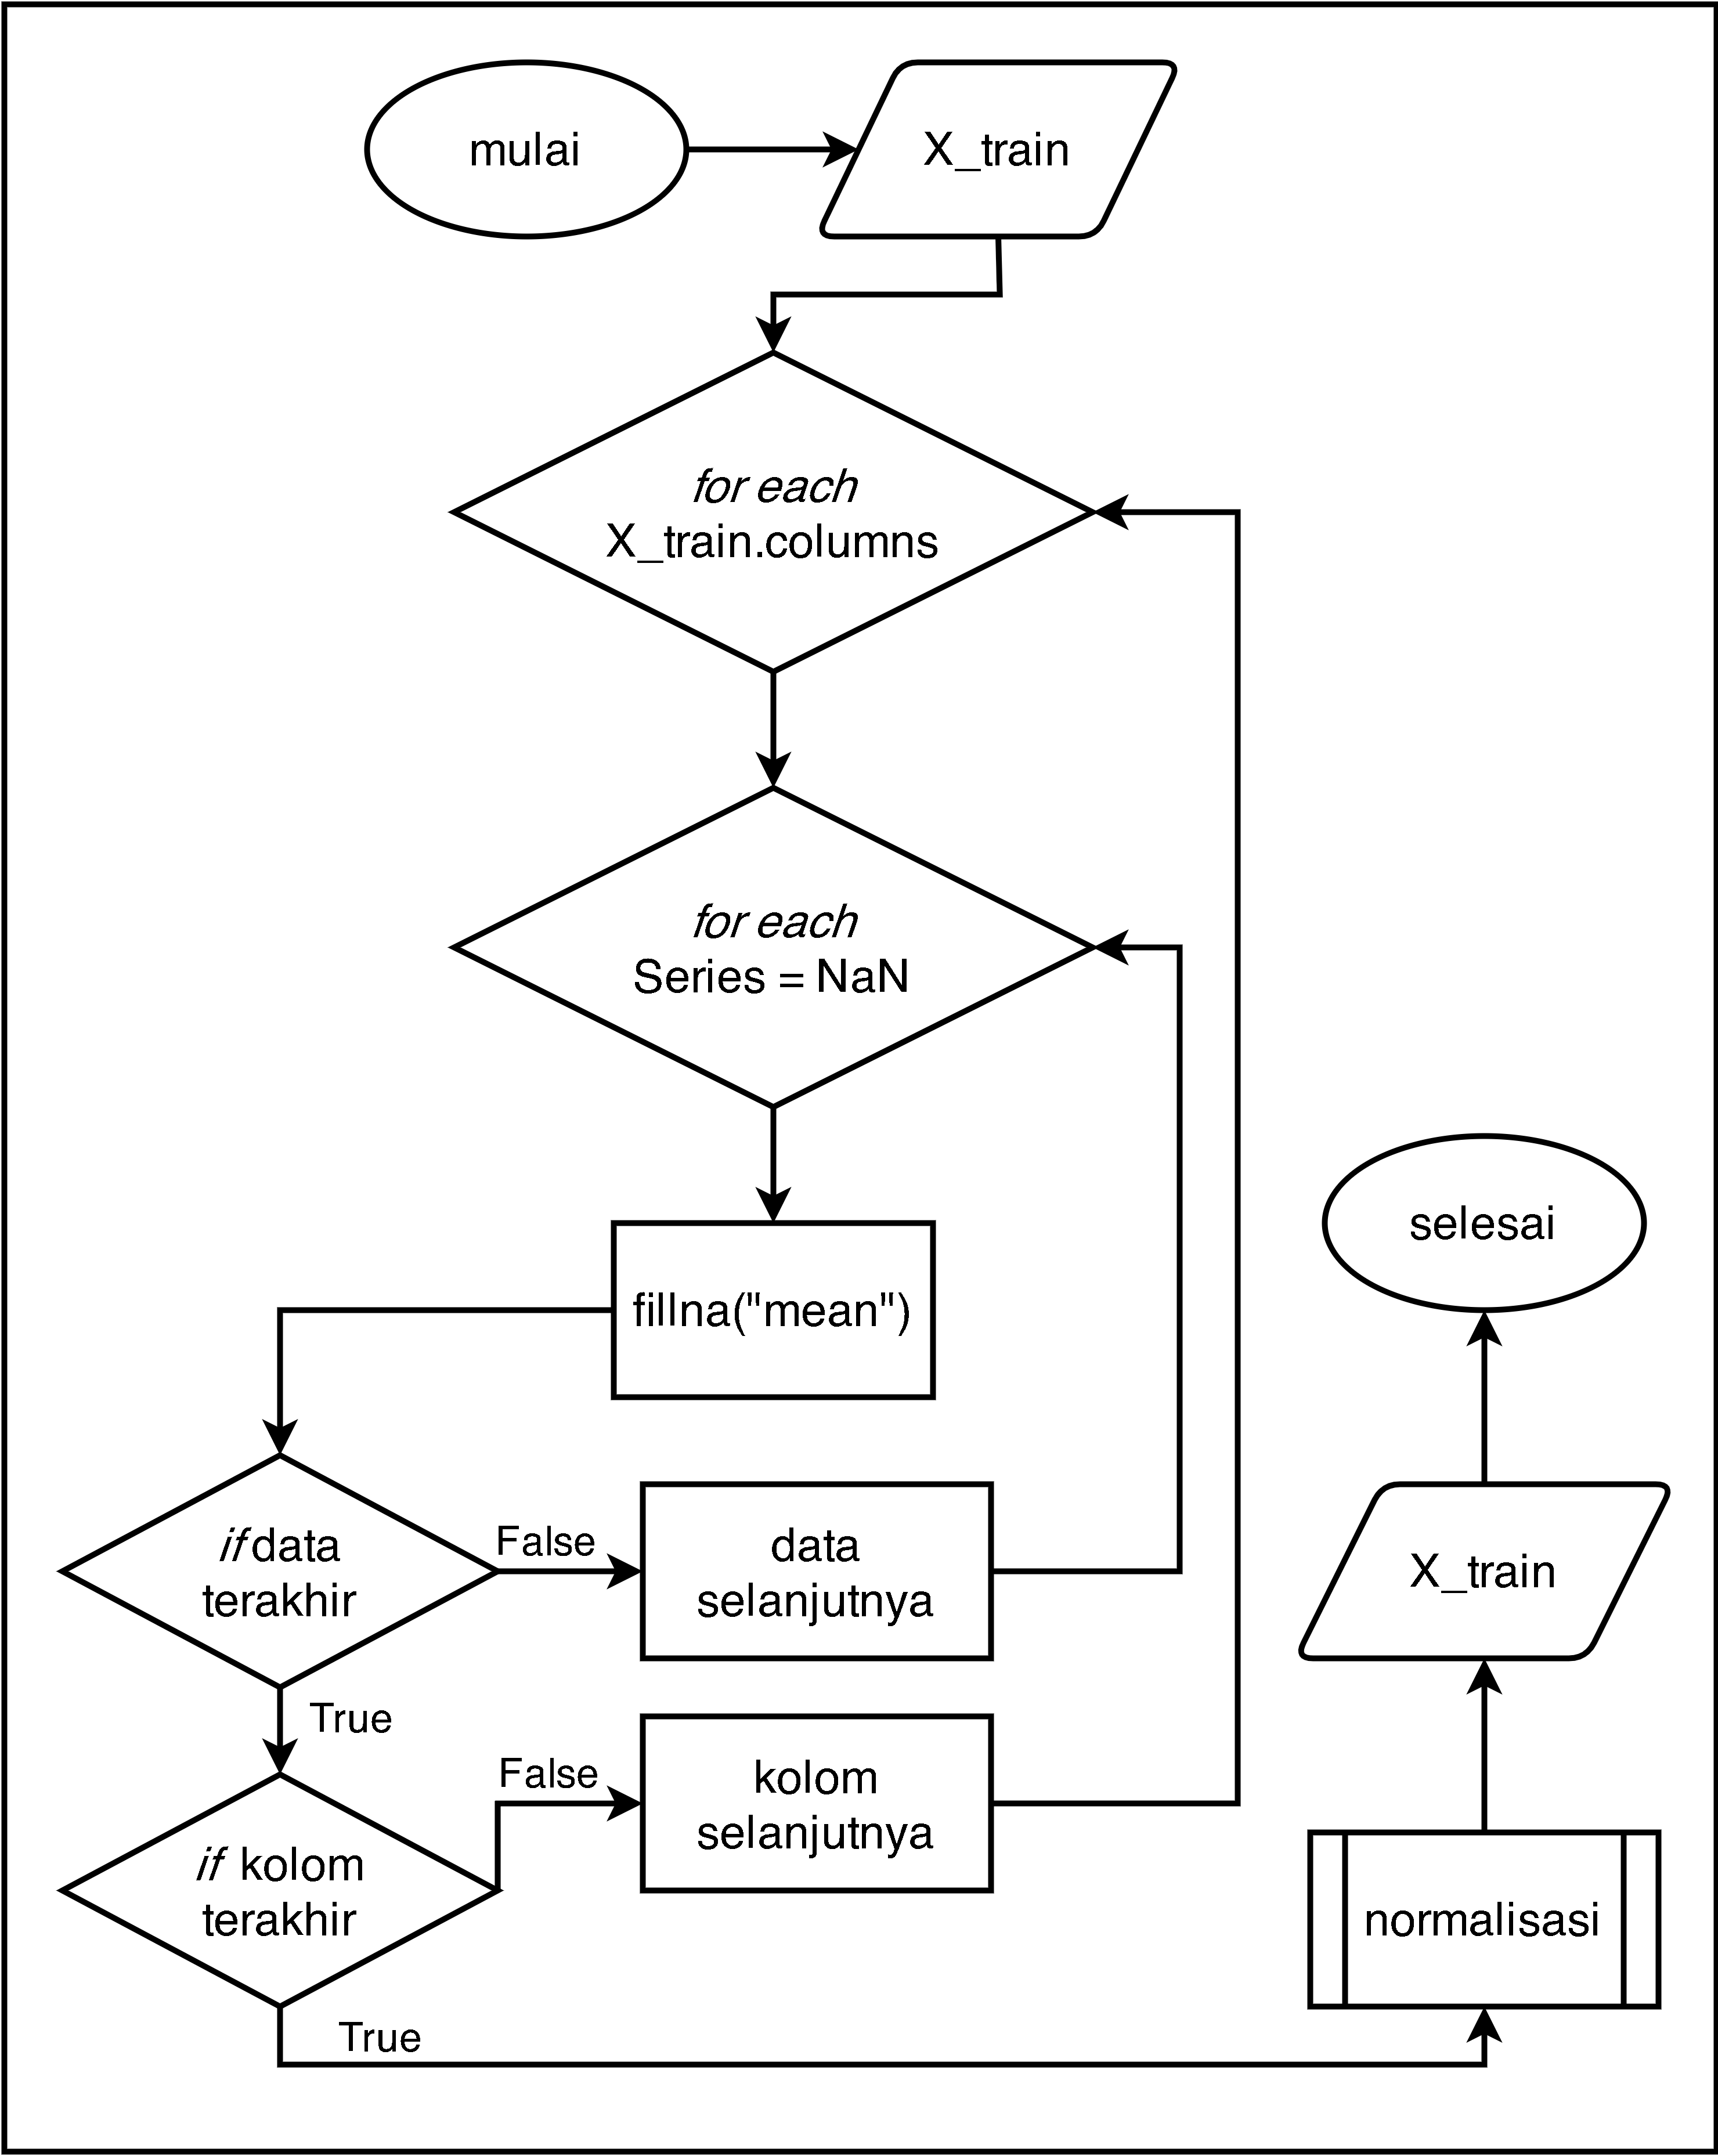 mulai
X_train
for each
X_train.columns
for each
Series = NaN
fillna("mean")
if data
terakhir
False
data
selanjutnya
True
if kolom
terakhir
False
kolom
selanjutnya
True
normalisasi
X_train
selesai